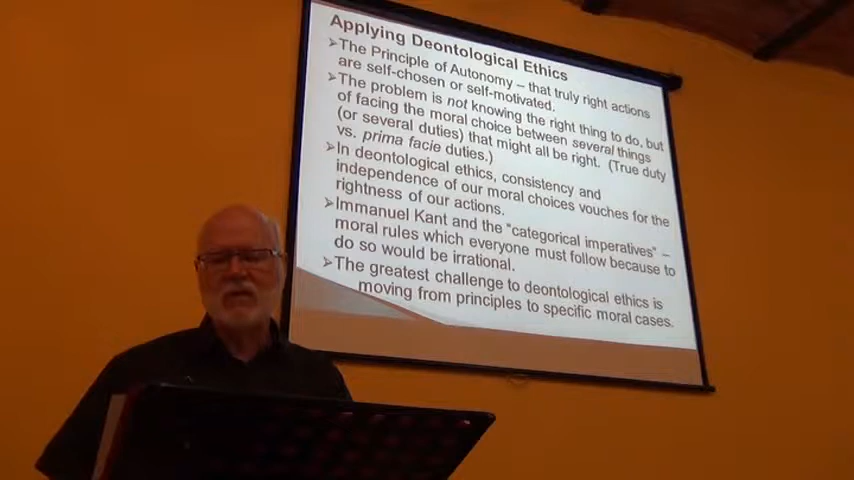 Applying Deontological Ethics
➢The Principle of Autonomy – that truly right actions
are self-chosen or self-motivated.
➢The problem is not knowing the right thing to do, but
of facing the moral choice between several things
(or several duties) that might all be right. (True duty
vs. prima facie duties.)
➢In deontological ethics, consistency and
independence of our moral choices vouches for the
rightness of our actions.
➢Immanuel Kant and the "categorical imperatives" –
moral rules which everyone must follow because to
do so would be irrational.
➢The greatest challenge to deontological ethics is
moving from principles to specific moral cases.